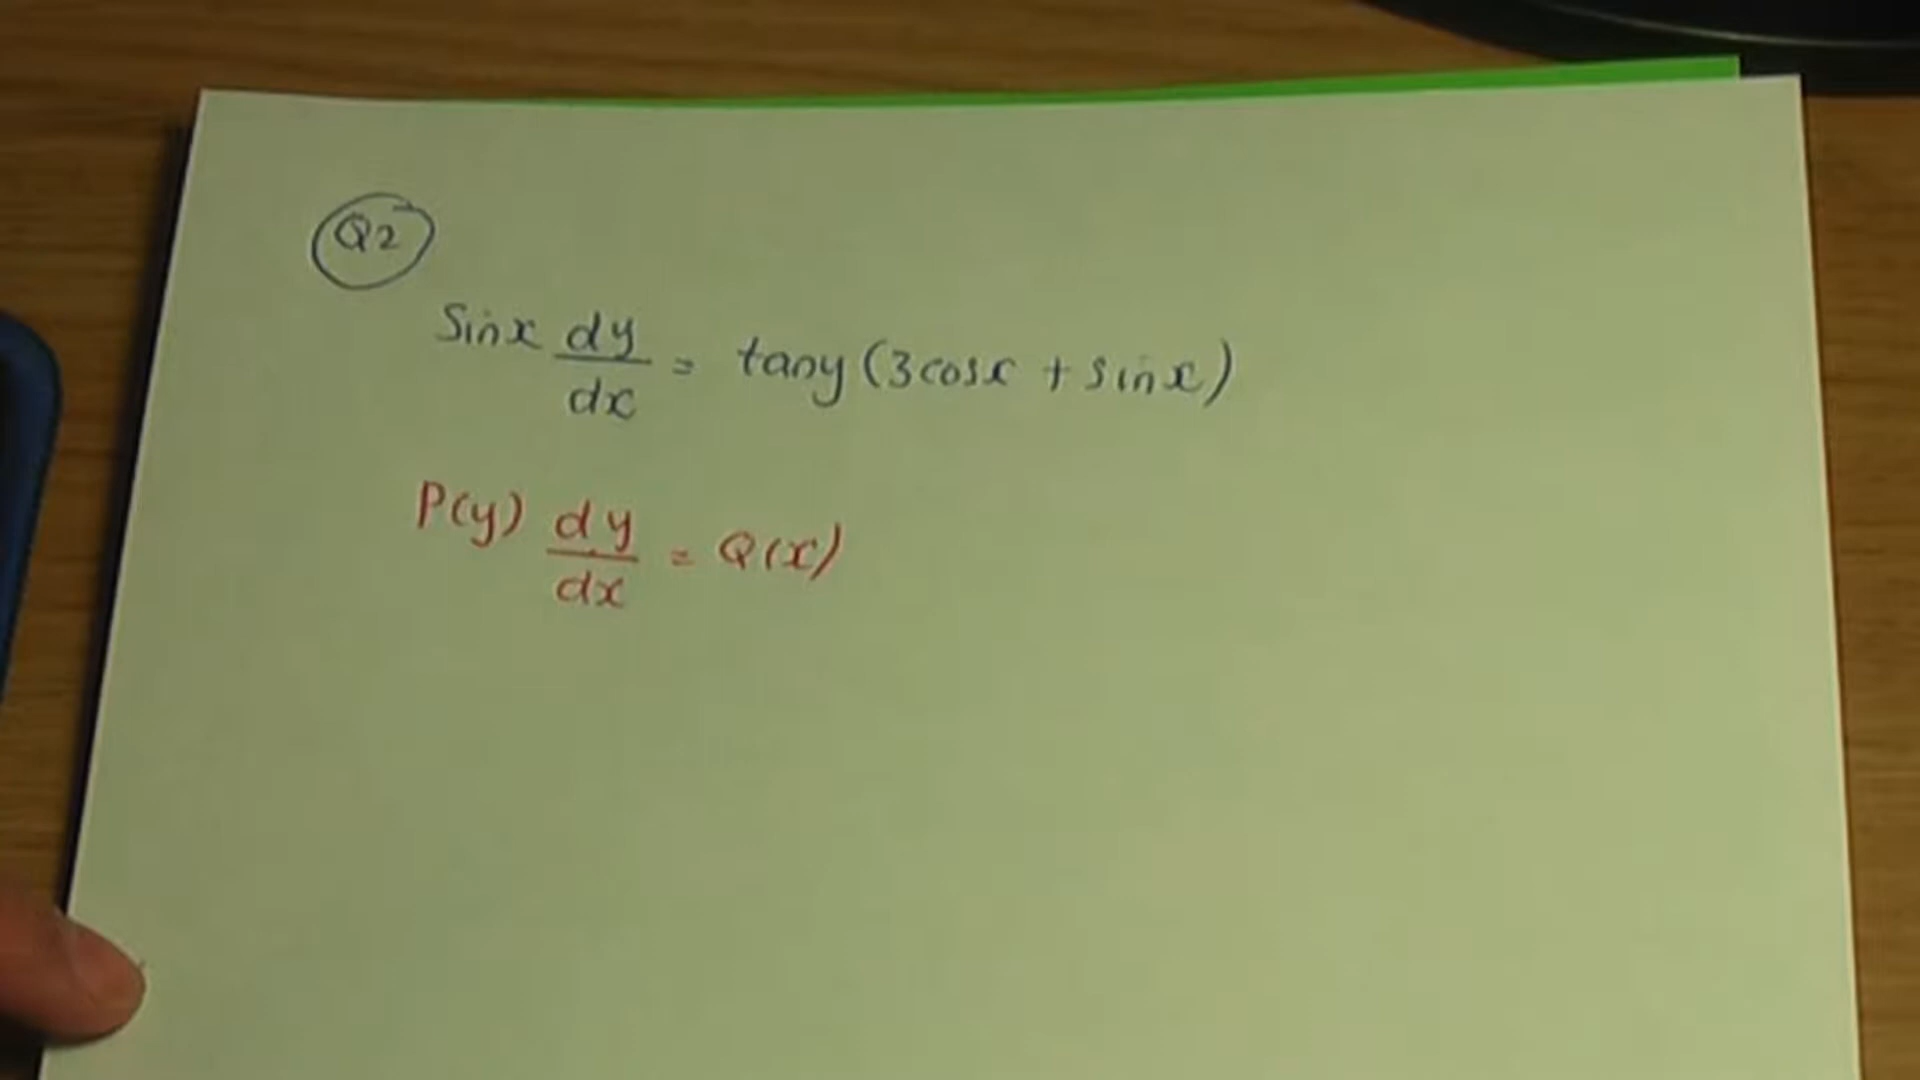 Q2
Sinx dy/dx = tany (3cosx + sinx)
P(y) dy/dx = Q(x)